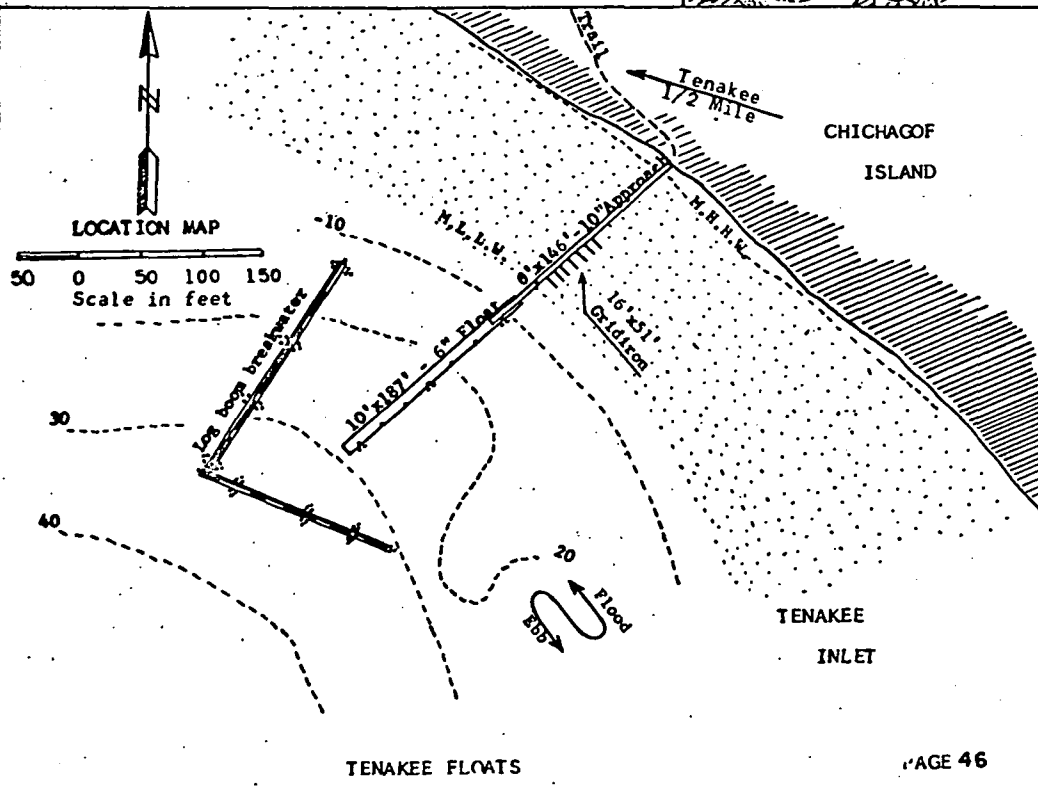 Trail
Tenakee
1/2 Mile
CHICHAGOF
ISLAND
N
LOCATION MAP
50 0 50 100 150
Scale in feet
-10
M.L.L.W.
6'x146'-10" Approach
M.H.H.W.
16'x51'
Gridiron
10'x187' - 6" Float
Log boom breakwater
30
40
20
Flood
Ebb
TENAKEE
INLET
TENAKEE FLOATS
PAGE 46